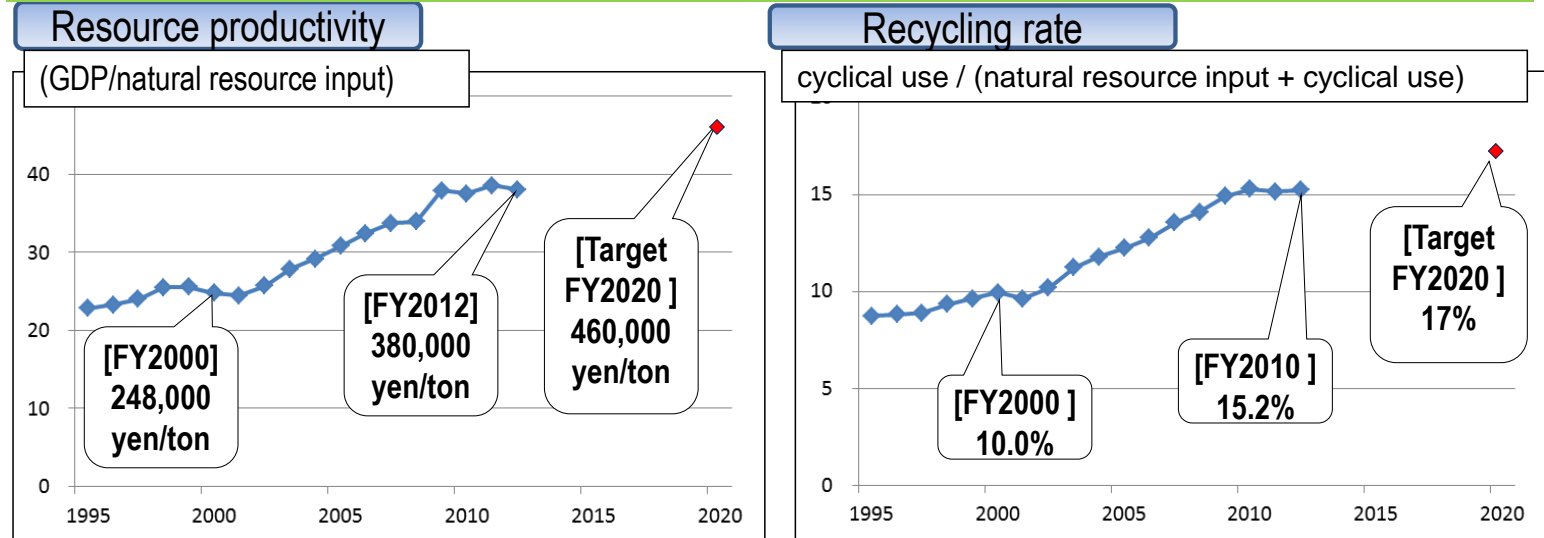 Resource productivity
(GDP/natural resource input)
40
30
20
10
0
1995 2000 2005 2010 2015 2020
[FY2000]
248,000
yen/ton
[FY2012]
380,000
yen/ton
[Target
FY2020 ]
460,000
yen/ton
Recycling rate
cyclical use / (natural resource input + cyclical use)
15
10
5
0
1995 2000 2005 2010 2015 2020
[FY2000 ]
10.0%
[FY2010 ]
15.2%
[Target
FY2020 ]
17%